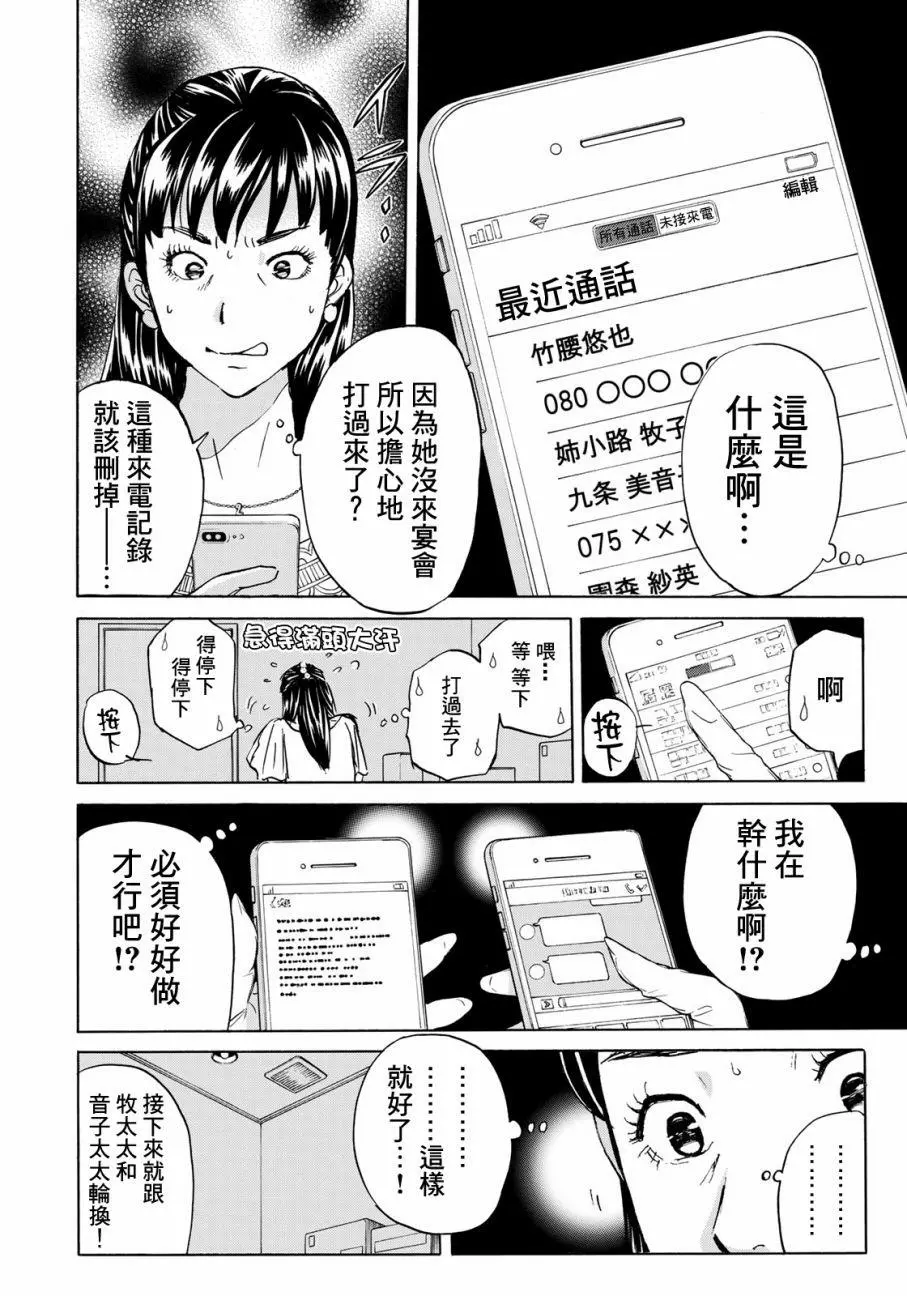 編輯
所有通話
未接來電
最近通話
竹腰悠也
080 〇〇〇
姉小路 牧子
九条 美音
075 ×××
園森 紗英
這是
什麼啊…
イライラ
因為她沒來宴會
所以擔心地
打過來了?
這種來電記錄
就該刪掉———…
啊
按下
喂…
等等下
打過去了
急得滿頭大汗
得停下
得停下
按下
我在
幹什麼啊!?
必須好好做
才行吧!?
………
………
………
………這樣
就好了…!
接下來就跟
牧太太和
音子太太輪換!